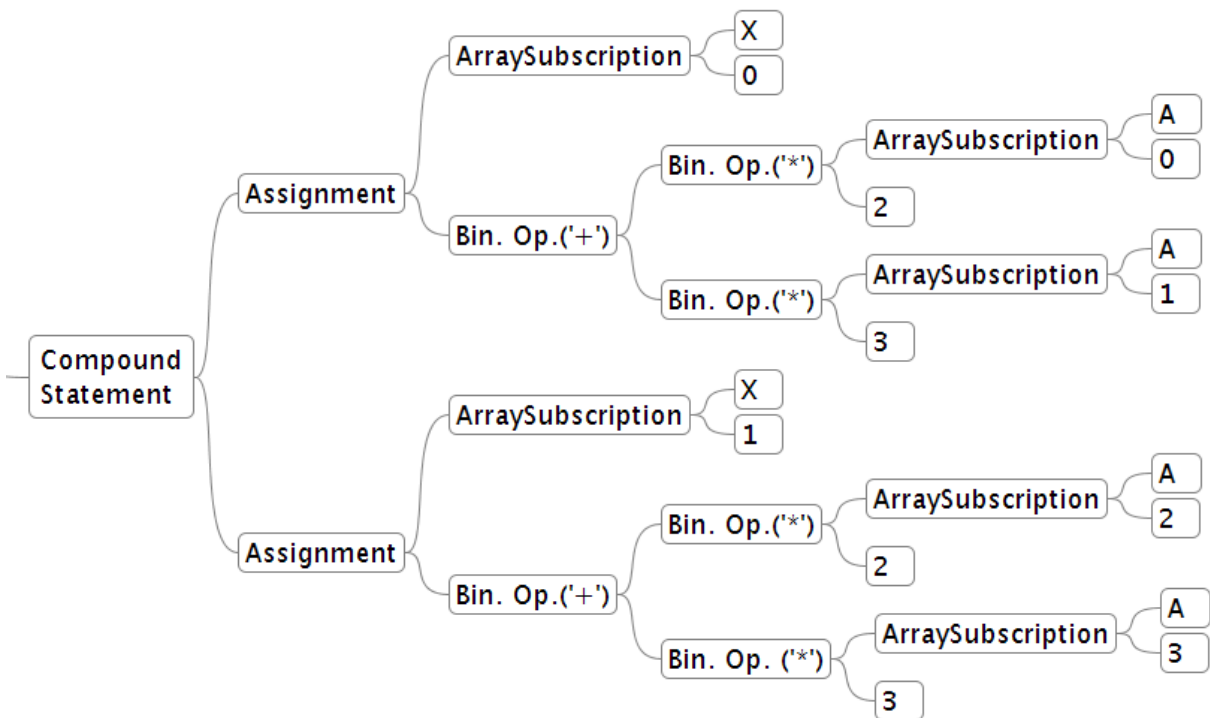 X
ArraySubscription
0
A
ArraySubscription
Bin. Op.('*')
0
Assignment
2
Bin. Op.('+')
A
ArraySubscription
Bin. Op.('*')
1
3
Compound
Statement
X
ArraySubscription
1
A
ArraySubscription
Bin. Op.('*')
2
Assignment
2
Bin. Op.('+')
A
ArraySubscription
Bin. Op. ('*')
3
3